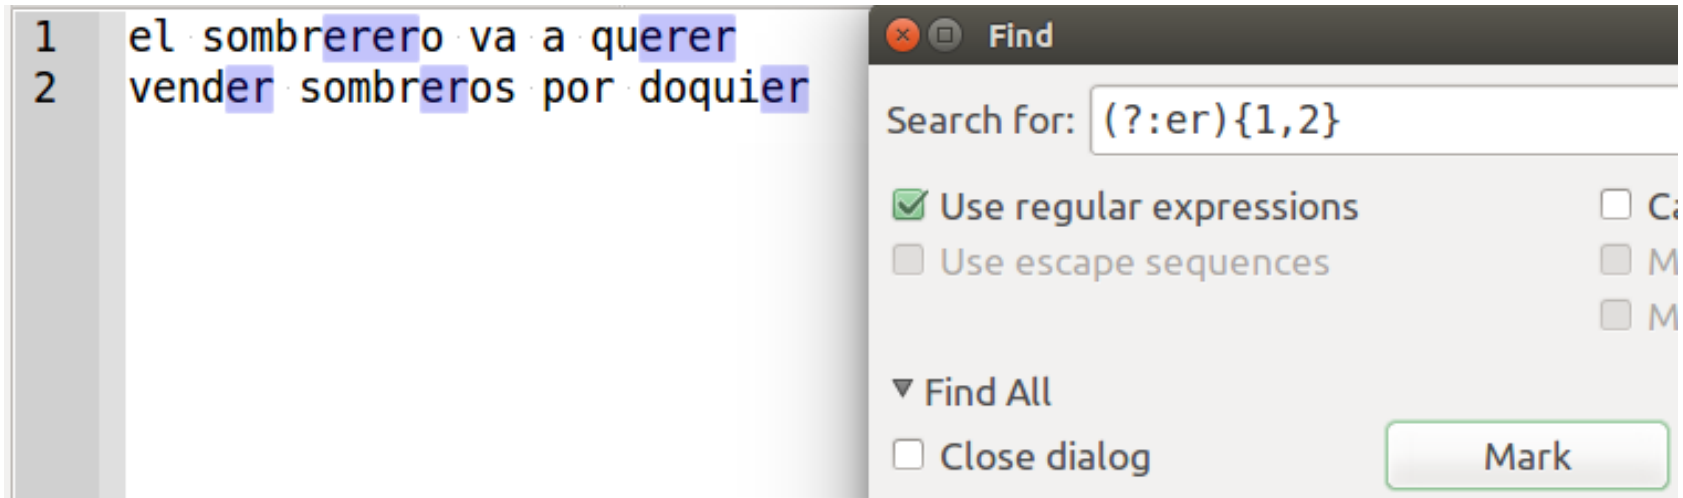 1 el sombrerero va a querer
2 vender sombreros por doquier
Find
Search for: (?:er){1,2}
Use regular expressions
Use escape sequences
Find All
Close dialog
Mark